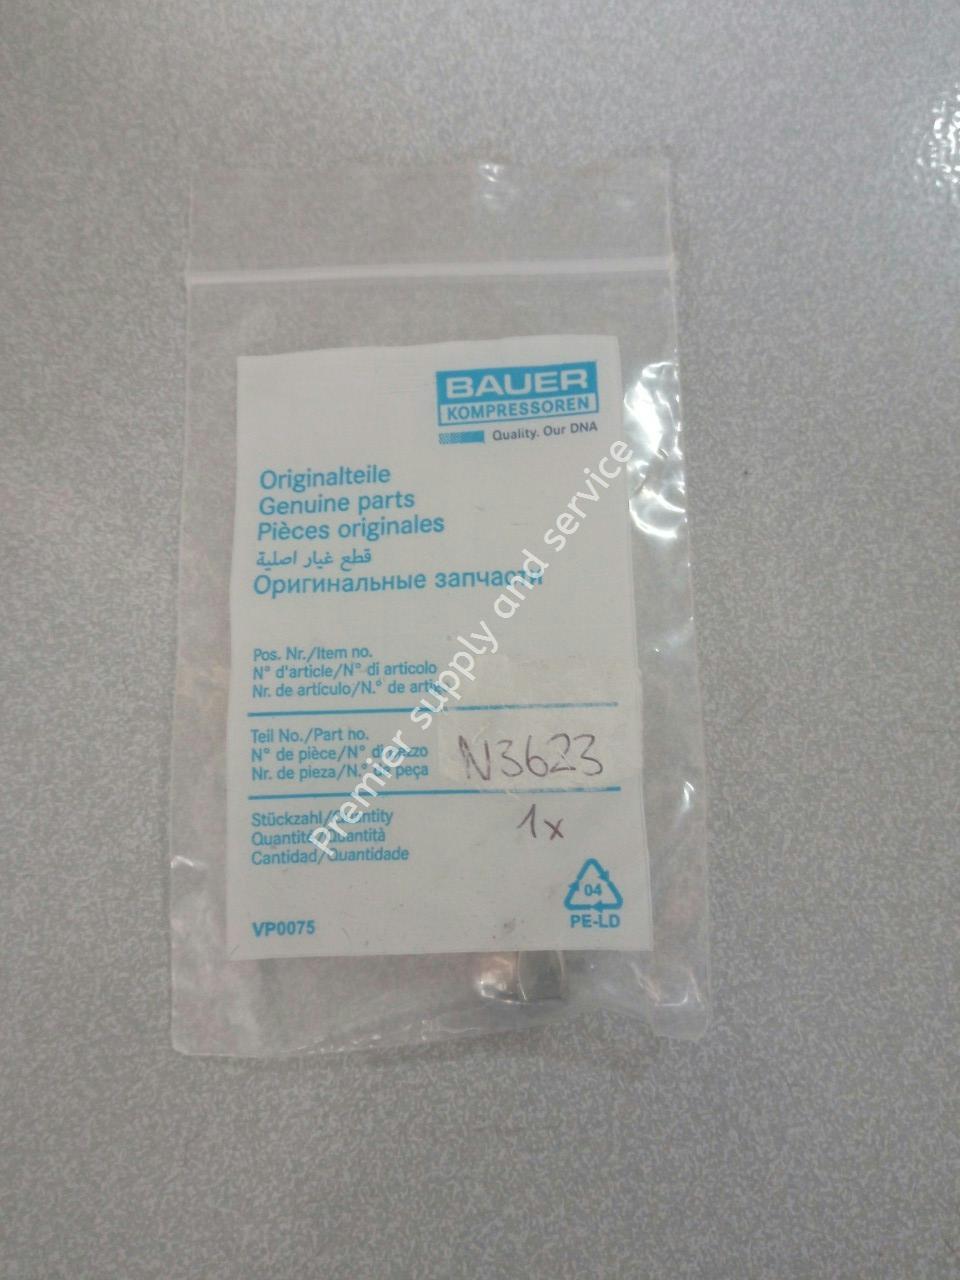 BAUER
KOMPRESSOREN
Quality. Our DNA
Originalteile
Genuine parts
Pièces originales
قطع غيار اصلية
Оригинальные запчасти
Pos. Nr./Item no.
N° d'article/N° di articolo
Nr. de artículo/N.° de
Teil No./Part no.
N° de pièce/N° di pezzo
Nr. de pieza/N.° de peça
N3623
Stückzahl/Quantity
Quantité/Quantità
Cantidad/Quantidade
1x
04
PE-LD
VP0075
Premier supply and service